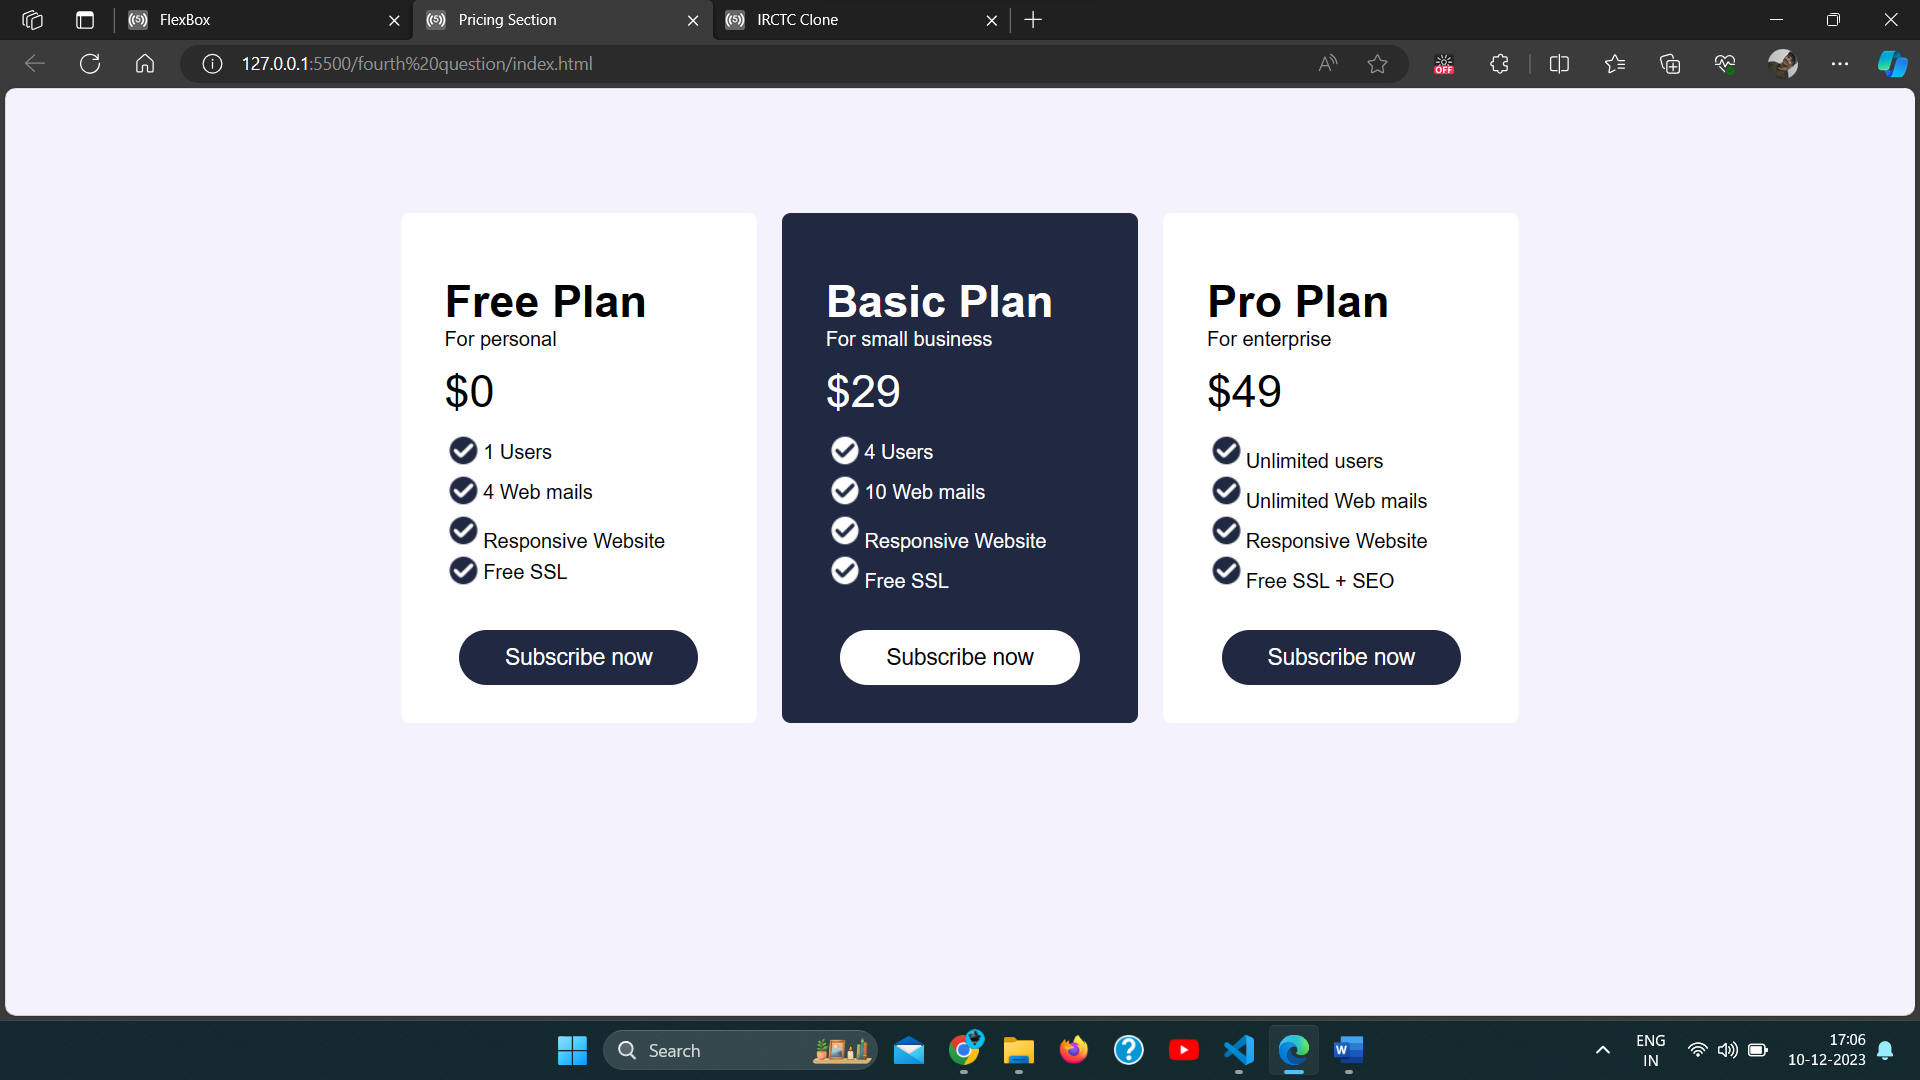 FlexBox
Pricing Section
IRCTC Clone
127.0.0.1:5500/fourth%20question/index.html
OFF
Free Plan
For personal
$0
1 Users
4 Web mails
Responsive Website
Free SSL
Subscribe now
Basic Plan
For small business
$29
4 Users
10 Web mails
Responsive Website
Free SSL
Subscribe now
Pro Plan
For enterprise
$49
Unlimited users
Unlimited Web mails
Responsive Website
Free SSL + SEO
Subscribe now
Search
ENG
IN
17:06
10-12-2023